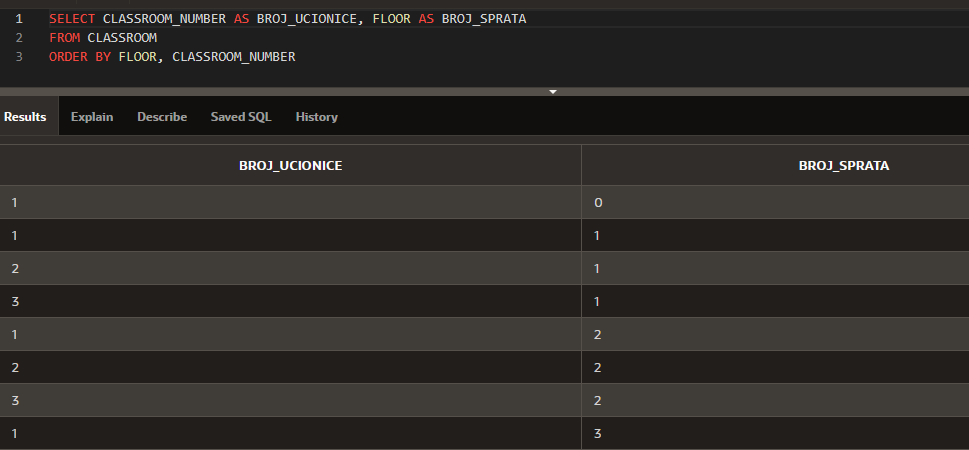 1 SELECT CLASSROOM_NUMBER AS BROJ_UCIONICE, FLOOR AS BROJ_SPRATA
2 FROM CLASSROOM
3 ORDER BY FLOOR, CLASSROOM_NUMBER
Results Explain Describe Saved SQL History
BROJ_UCIONICE BROJ_SPRATA
1 0
1 1
2 1
3 1
1 2
2 2
3 2
1 3